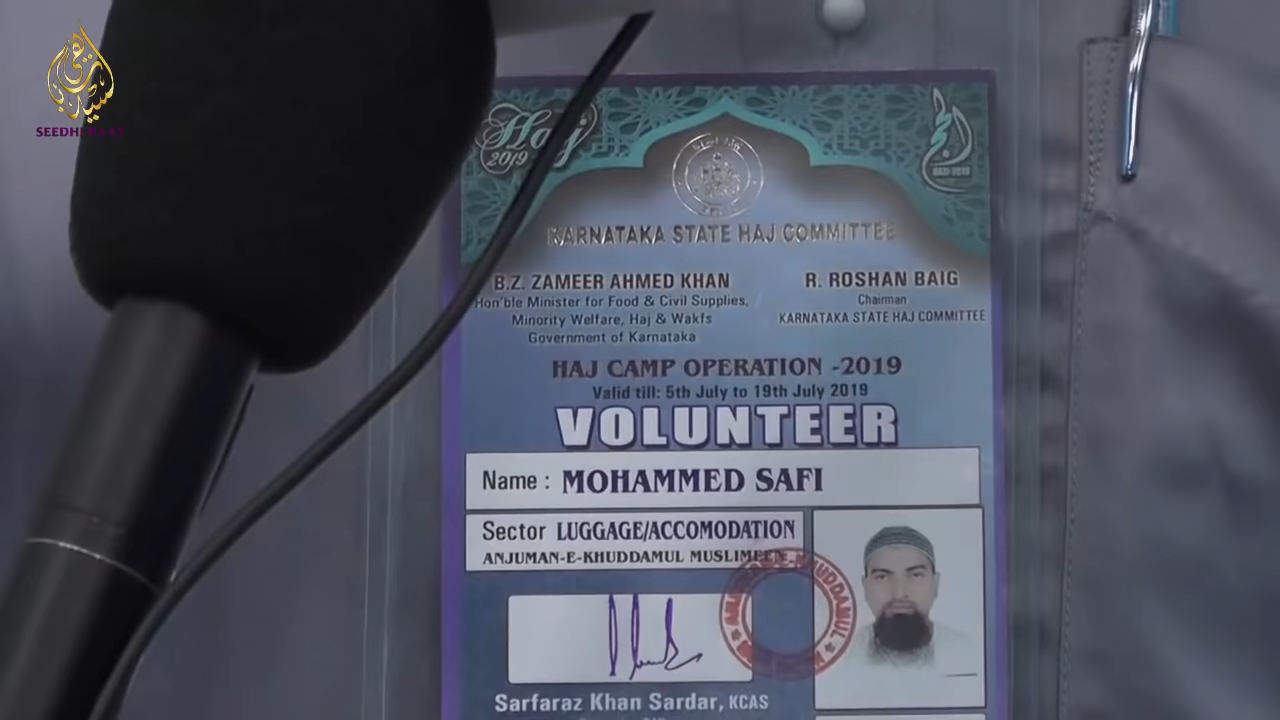 SEEDHI BAAT
Haj
2019
KARNATAKA STATE HAJ COMMITTEE
B.Z. ZAMEER AHMED KHAN
Hon'ble Minister for Food & Civil Supplies,
Minority Welfare, Haj & Wakfs
Government of Karnataka
R. ROSHAN BAIG
Chairman
KARNATAKA STATE HAJ COMMITTEE
HAJ CAMP OPERATION -2019
Valid till: 5th July to 19th July 2019
VOLUNTEER
Name : MOHAMMED SAFI
Sector LUGGAGE/ACCOMODATION
ANJUMAN-E-KHUDDAMUL MUSLIMEEN
Sarfaraz Khan Sardar, KCAS